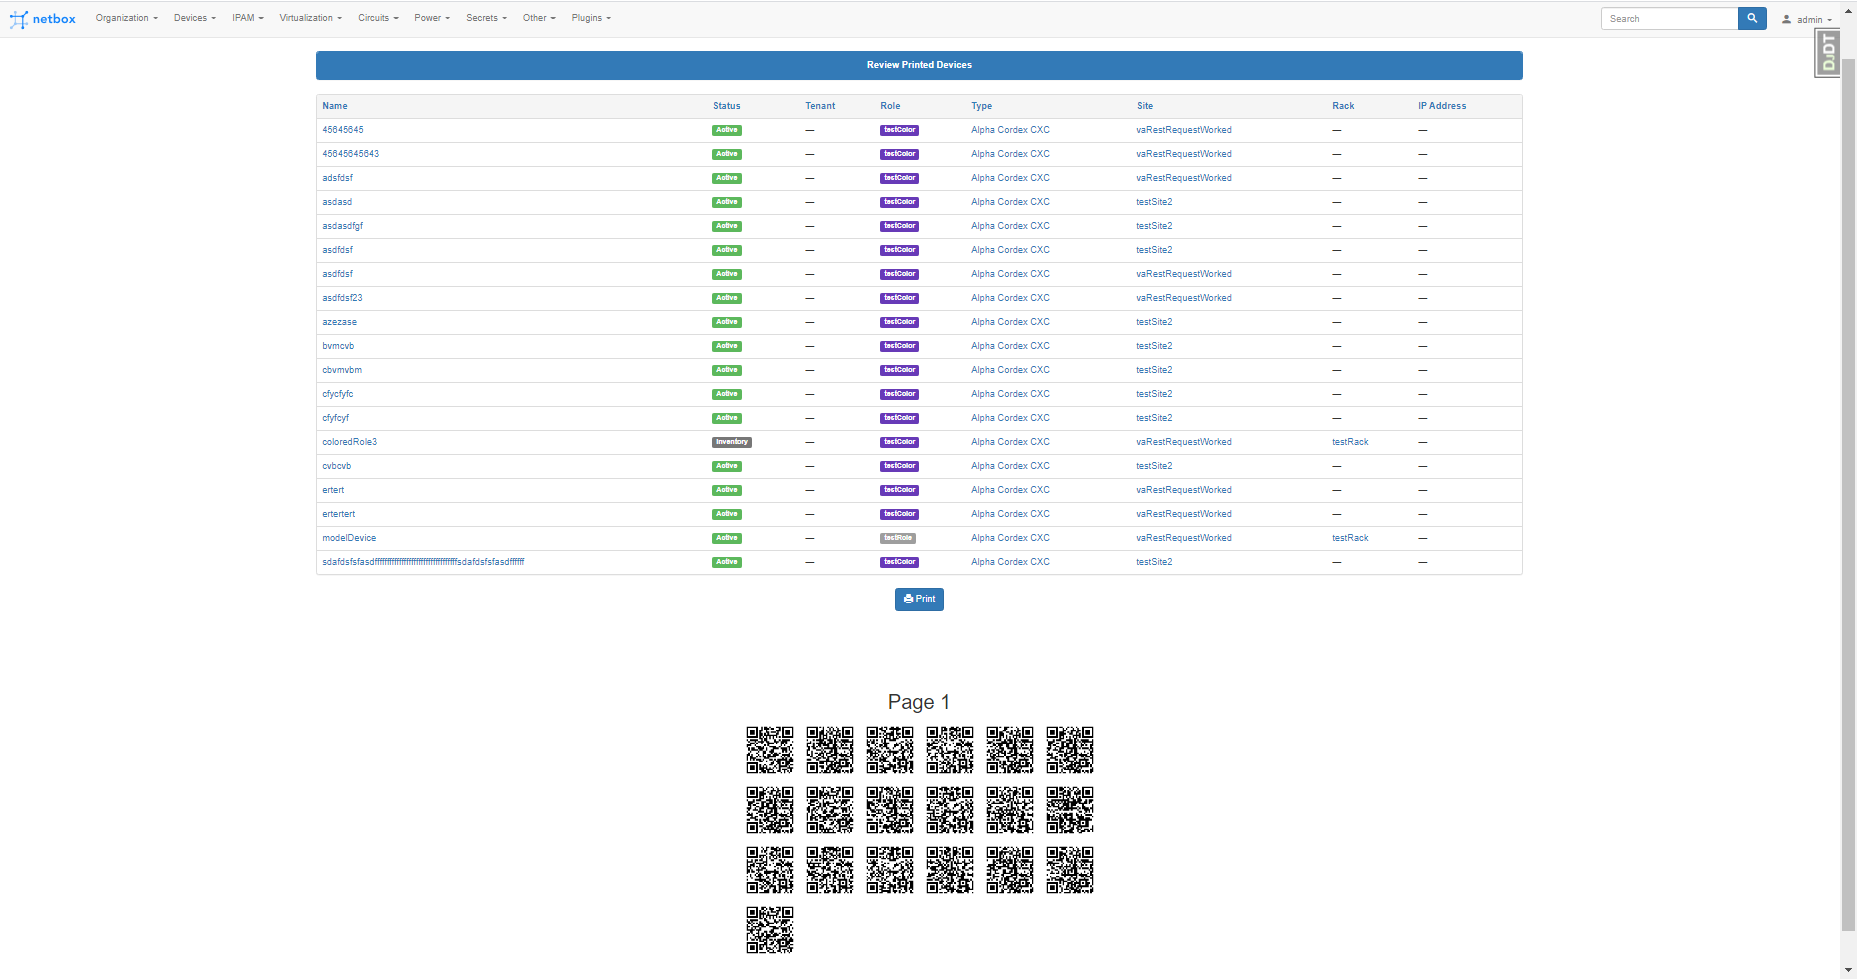 netbox Organization Devices IPAM Virtualization Circuits Power Secrets Other Plugins Search admin
DjDT
Review Printed Devices
Name Status Tenant Role Type Site Rack IP Address
45645645 Active — testColor Alpha Cordex CXC vaRestRequestWorked — —
45645645643 Active — testColor Alpha Cordex CXC vaRestRequestWorked — —
adsfdsf Active — testColor Alpha Cordex CXC vaRestRequestWorked — —
asdasd Active — testColor Alpha Cordex CXC testSite2 — —
asdasdfgf Active — testColor Alpha Cordex CXC testSite2 — —
asdfdsf Active — testColor Alpha Cordex CXC testSite2 — —
asdfdsf Active — testColor Alpha Cordex CXC vaRestRequestWorked — —
asdfdsf23 Active — testColor Alpha Cordex CXC vaRestRequestWorked — —
azezase Active — testColor Alpha Cordex CXC testSite2 — —
bvmcvb Active — testColor Alpha Cordex CXC testSite2 — —
cbvmvbm Active — testColor Alpha Cordex CXC testSite2 — —
cfycfyfc Active — testColor Alpha Cordex CXC testSite2 — —
cfyfcyf Active — testColor Alpha Cordex CXC testSite2 — —
coloredRole3 Inventory — testColor Alpha Cordex CXC vaRestRequestWorked testRack —
cvbcvb Active — testColor Alpha Cordex CXC testSite2 — —
ertert Active — testColor Alpha Cordex CXC vaRestRequestWorked — —
ertertert Active — testColor Alpha Cordex CXC vaRestRequestWorked — —
modelDevice Active — testRole Alpha Cordex CXC vaRestRequestWorked testRack —
Active — testColor Alpha Cordex CXC testSite2 — —
Print
Page 1